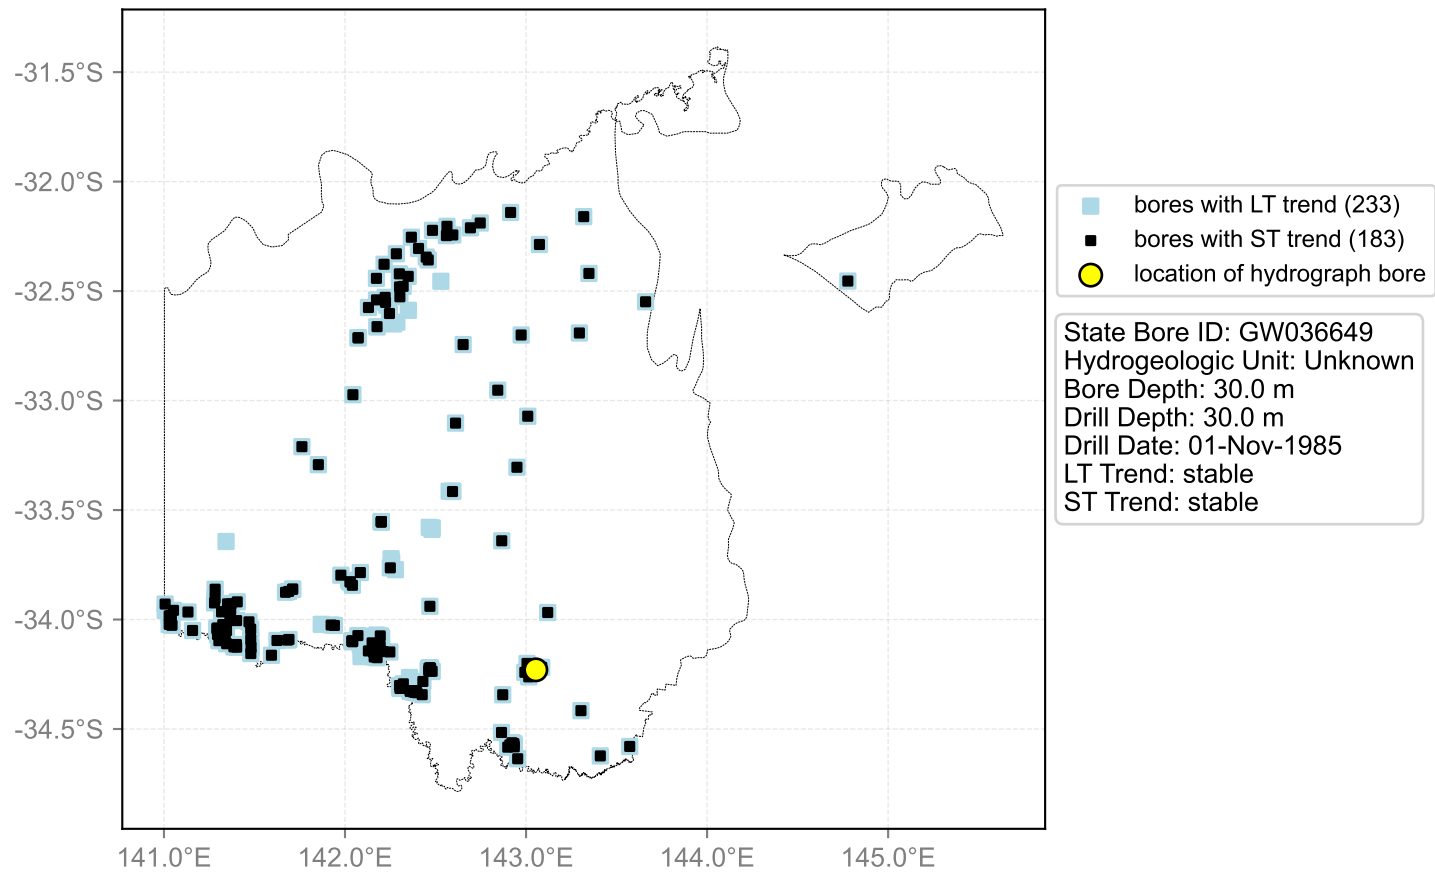 -31.5°S
-32.0°S
-32.5°S
-33.0°S
-33.5°S
-34.0°S
-34.5°S
141.0°E
142.0°E
143.0°E
144.0°E
145.0°E
bores with LT trend (233)
bores with ST trend (183)
location of hydrograph bore
State Bore ID: GW036649
Hydrogeologic Unit: Unknown
Bore Depth: 30.0 m
Drill Depth: 30.0 m
Drill Date: 01-Nov-1985
LT Trend: stable
ST Trend: stable